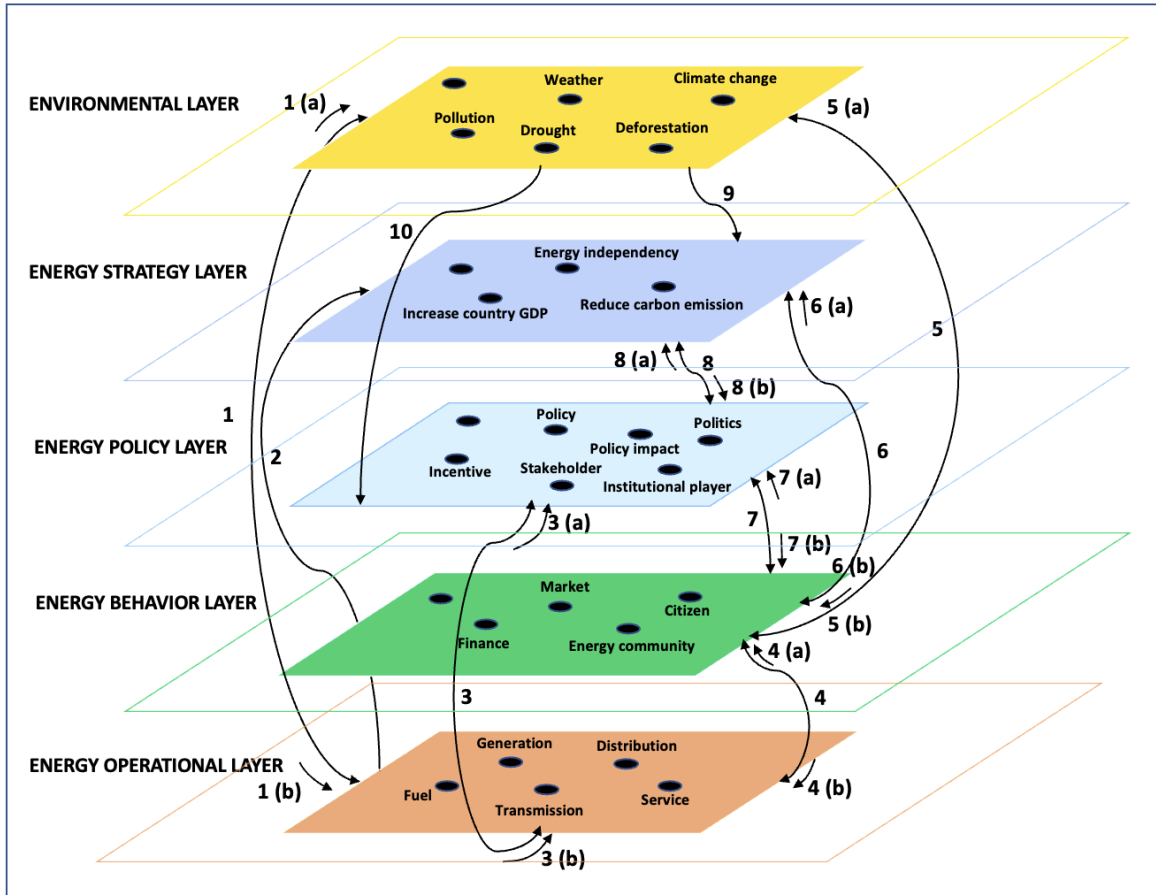 Weather
Climate change
ENVIRONMENTAL LAYER
1 (a)
5 (a)
Pollution
Drought
Deforestation
9
10
Energy independency
ENERGY STRATEGY LAYER
Increase country GDP
Reduce carbon emission
6 (a)
5
8 (a)
8
8 (b)
1
Policy
Politics
ENERGY POLICY LAYER
2
Policy impact
6
Incentive
Stakeholder
Institutional player
7 (a)
3 (a)
7
7 (b)
6 (b)
Market
ENERGY BEHAVIOR LAYER
Citizen
5 (b)
Finance
Energy community
4 (a)
3
4
Generation
Distribution
ENERGY OPERATIONAL LAYER
1 (b)
Fuel
Transmission
Service
4 (b)
3 (b)